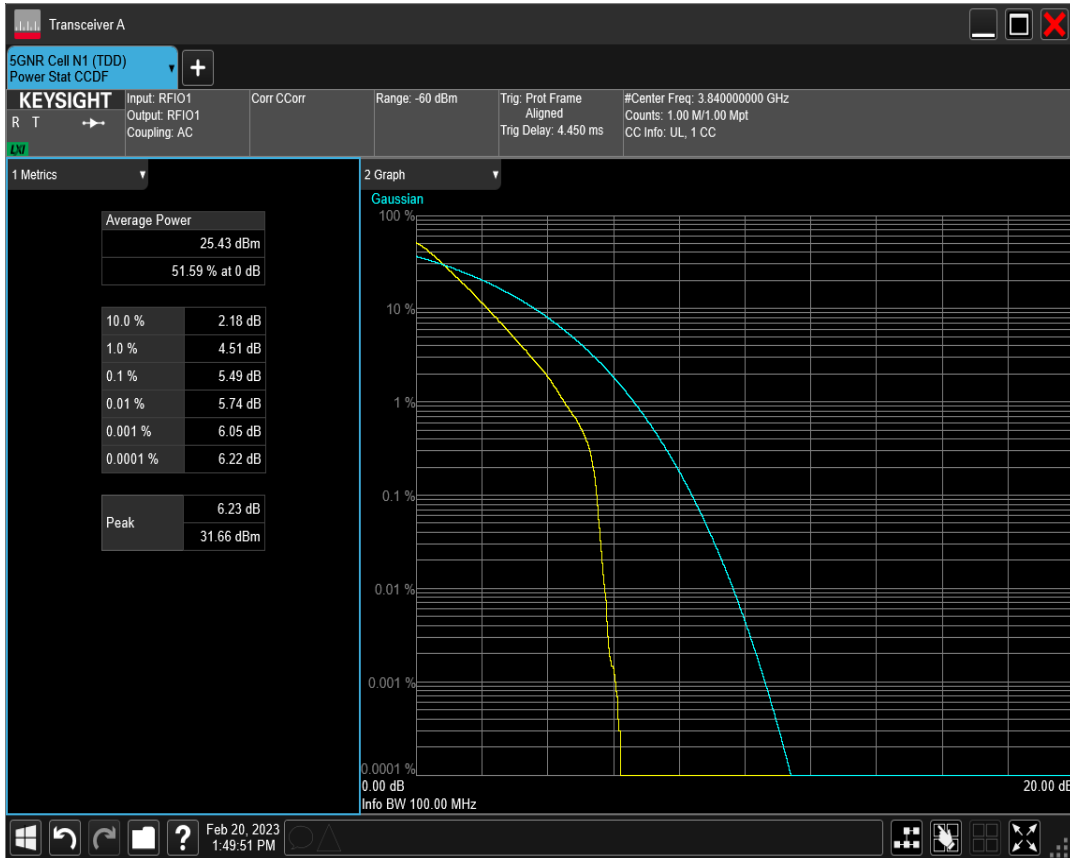 Transceiver A
5GNR Cell N1 (TDD)
Power Stat CCDF
+
KEYSIGHT
R T
LXI
Input: RFIO1
Output: RFIO1
Coupling: AC
Corr CCorr
Range: -60 dBm
Trig: Prot Frame
Aligned
Trig Delay: 4.450 ms
#Center Freq: 3.840000000 GHz
Counts: 1.00 M/1.00 Mpt
CC Info: UL, 1 CC
1 Metrics
Average Power
25.43 dBm
51.59 % at 0 dB
10.0 % 2.18 dB
1.0 % 4.51 dB
0.1 % 5.49 dB
0.01 % 5.74 dB
0.001 % 6.05 dB
0.0001 % 6.22 dB
Peak 6.23 dB
31.66 dBm
2 Graph
Gaussian
100 %
10 %
1 %
0.1 %
0.01 %
0.001 %
0.0001 %
0.00 dB 20.00 dB
Info BW 100.00 MHz
?
Feb 20, 2023
1:49:51 PM